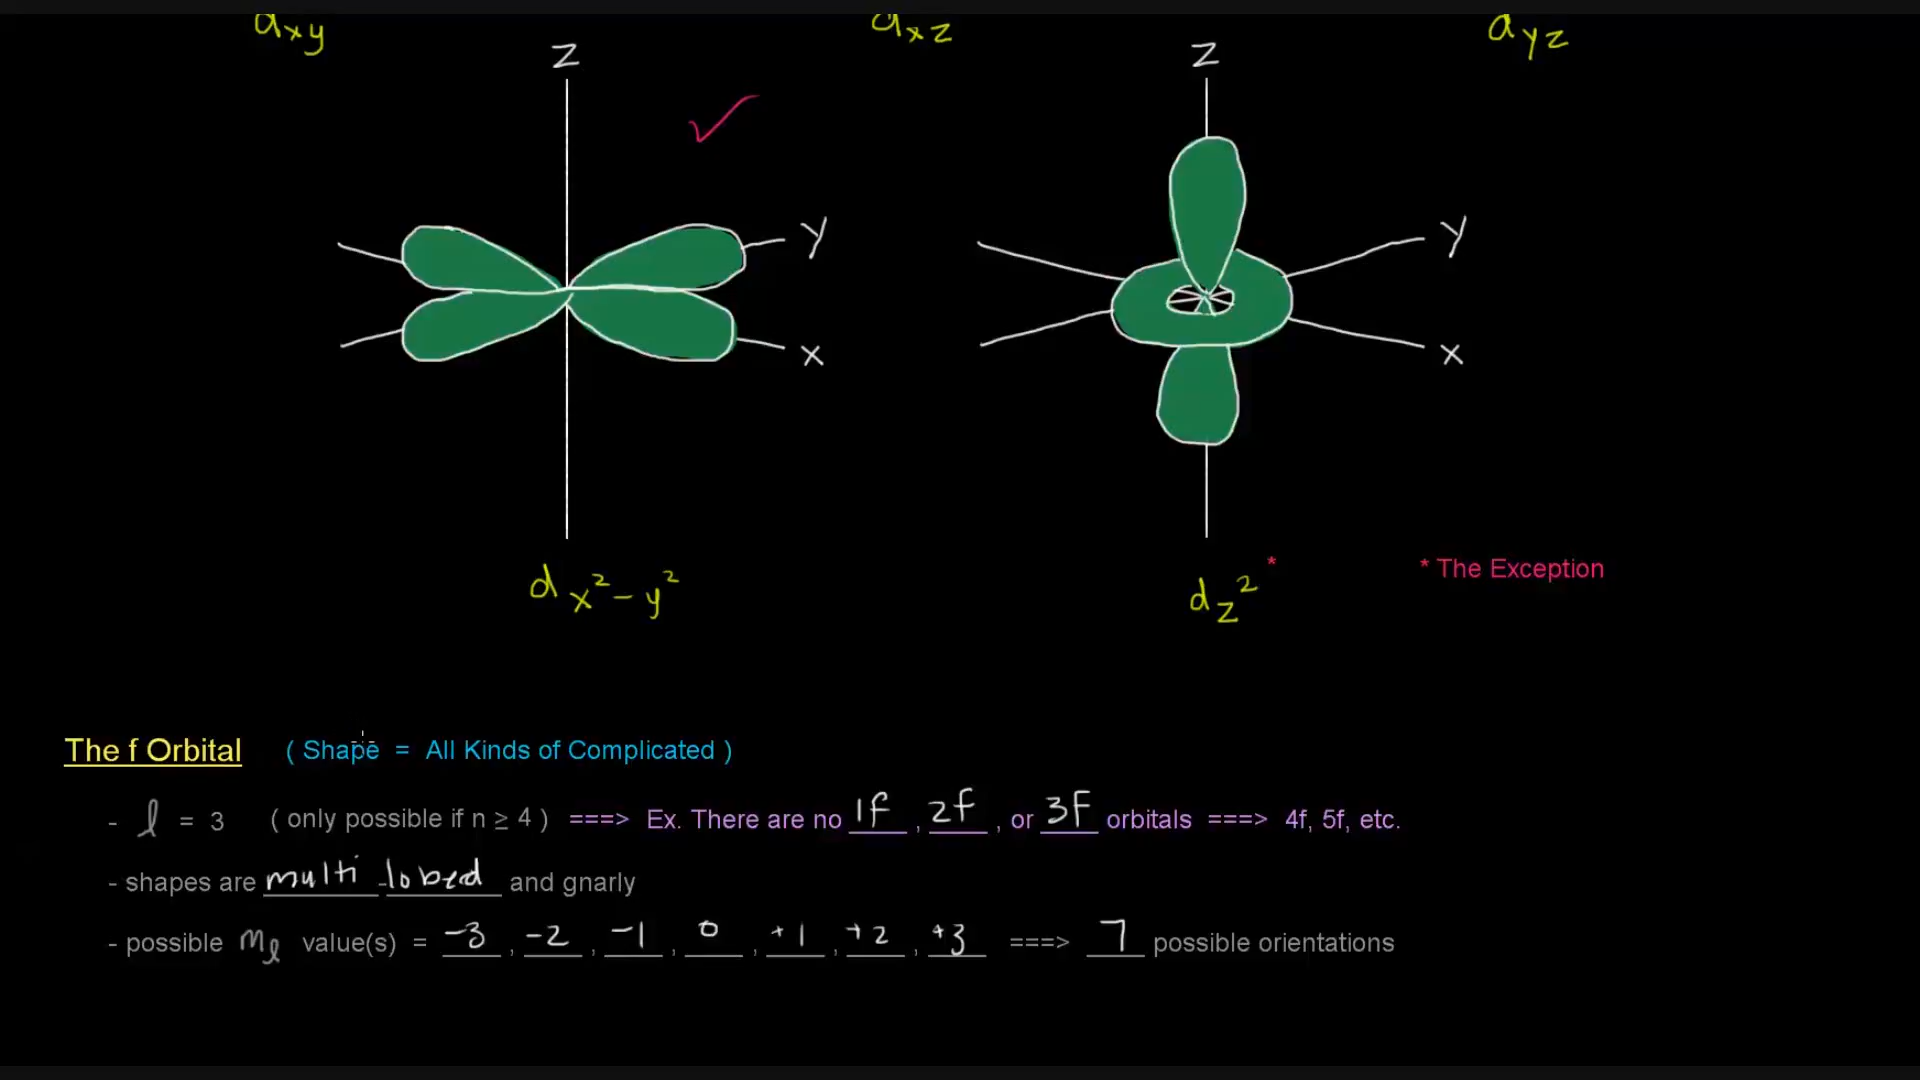 dxy dxz dyz
z z
y y
x x
dx²-y² dz² * * The Exception
The f Orbital ( Shape = All Kinds of Complicated )
- l = 3 ( only possible if n ≥ 4 ) ===> Ex. There are no 1f , 2f , or 3f orbitals ===> 4f, 5f, etc.
- shapes are multi-lobed and gnarly
- possible ml value(s) = -3 , -2 , -1 , 0 , +1 , +2 , +3 ===> 7 possible orientations